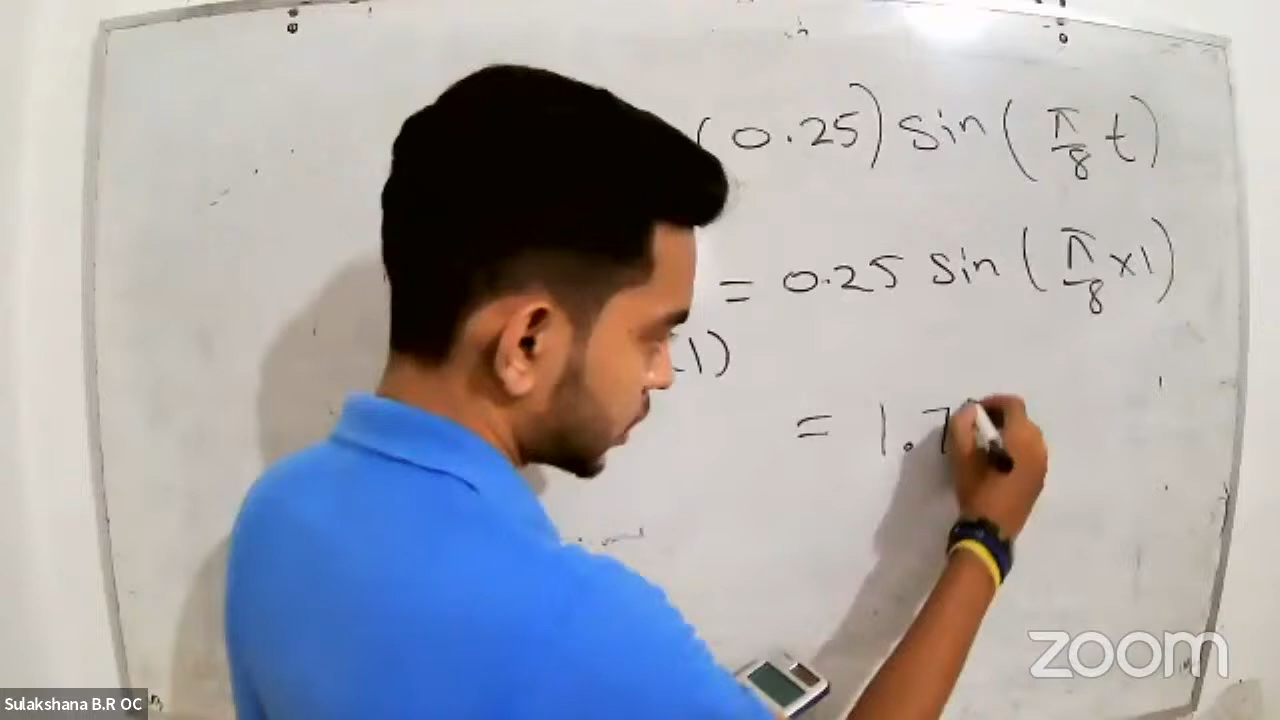 (0.25) sin (π/8 t)
= 0.25 sin (π/8 x1)
1)
= 1.7
zoom
Sulakshana B.R OC